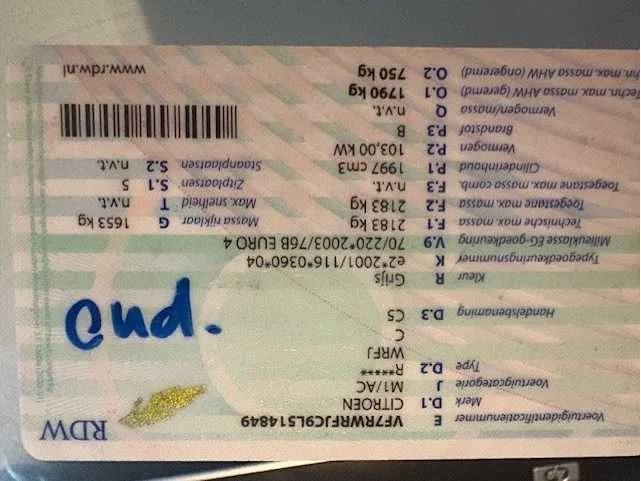 RDW
Voertuigidentificatienummer E VF7RWRFJC9L514849
Merk D.1 CITROEN
Voertuigcategorie J M1/AC
Type D.2 R*****
WRFJ
C
Handelsbenaming D.3 C5
Kleur R Grijs
Typegoedkeuringsnummer K e2*2001/116*0360*04
Milieuklasse EG-goedkeuring V.9 70/220*2003/76B EURO 4
Technische max. massa F.1 2183 kg
Toegestane max. massa F.2 2183 kg
Toegestane max. massa comb. F.3 n.v.t.
Cilinderinhoud P.1 1997 cm3
Vermogen P.2 103,00 kW
Brandstof P.3 B
Vermogen/massa Q n.v.t.
Techn. max. massa AHW (geremd) O.1 1790 kg
max. massa AHW (ongeremd) O.2 750 kg
Massa rijklaar G 1653 kg
Max. snelheid T n.v.t.
Zitplaatsen S.1 5
Staanplaatsen S.2 n.v.t.
www.rdw.nl
Oud.
hp